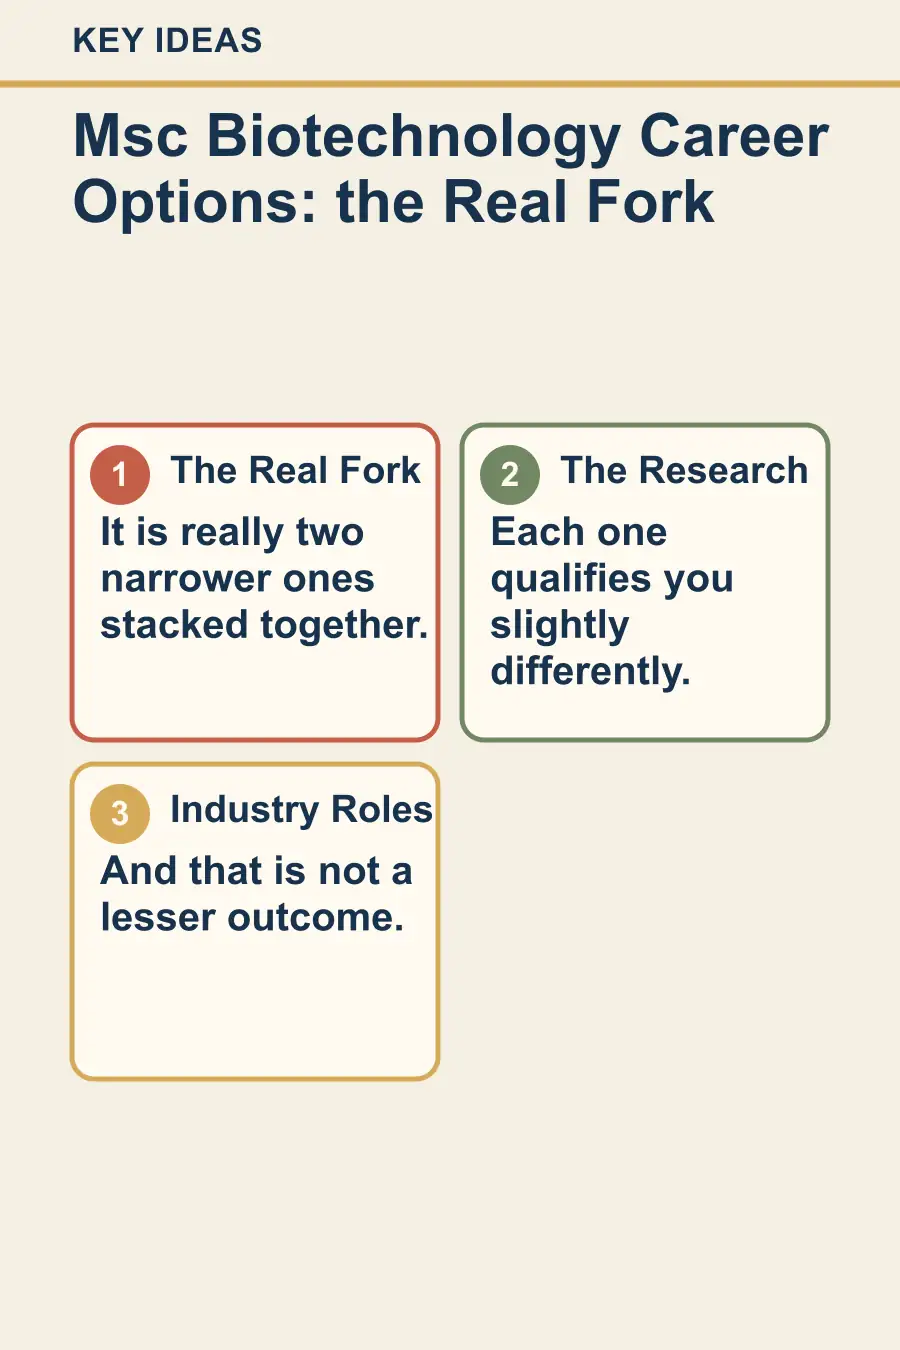 KEY IDEAS
Msc Biotechnology Career
Options: the Real Fork
1 The Real Fork
It is really two
narrower ones
stacked together.
2 The Research
Each one
qualifies you
slightly
differently.
3 Industry Roles
And that is not a
lesser outcome.